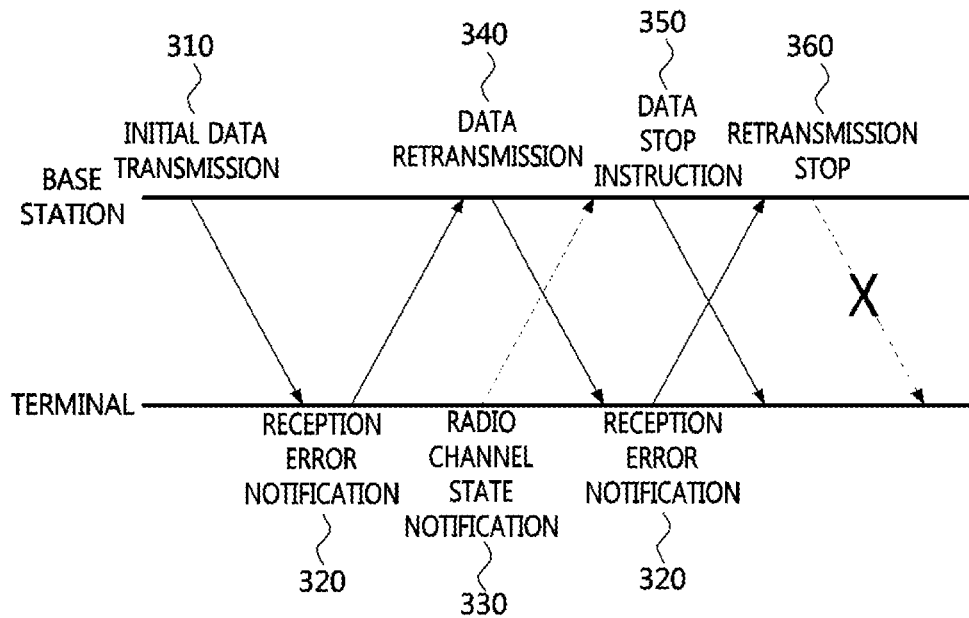 310
340
350
360
INITIAL DATA
TRANSMISSION
DATA
RETRANSMISSION
DATA
STOP
INSTRUCTION
RETRANSMISSION
STOP
BASE
STATION
X
TERMINAL
RECEPTION
ERROR
NOTIFICATION
RADIO
CHANNEL
STATE
NOTIFICATION
RECEPTION
ERROR
NOTIFICATION
320
330
320